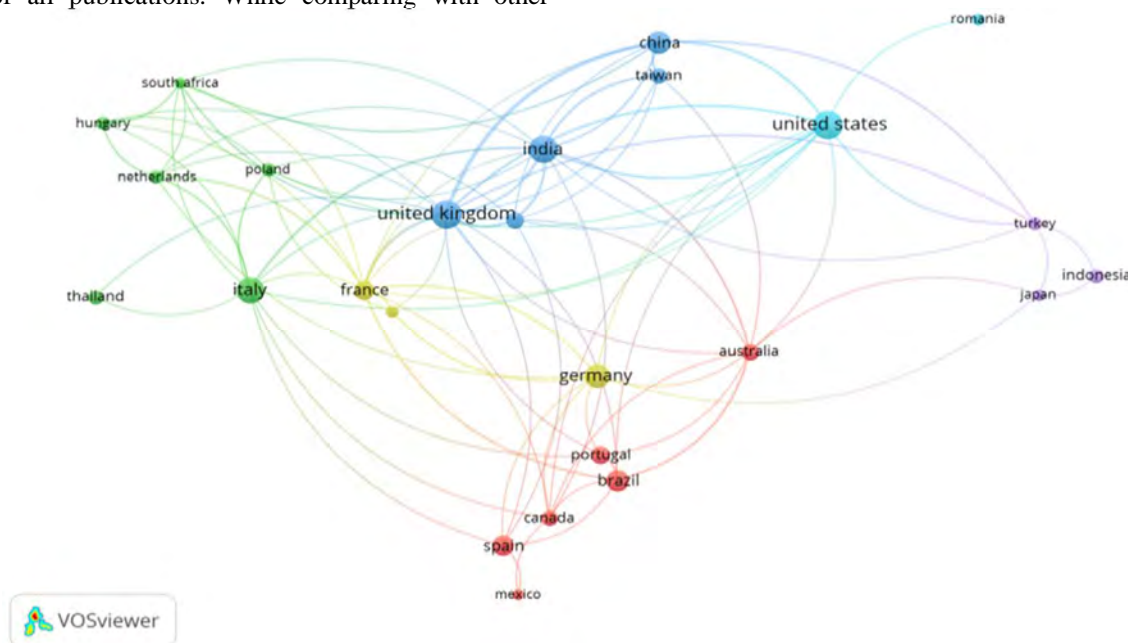 of all publications. While comparing with other
romania
china
taiwan
south africa
hungary
united states
india
netherlands
poland
united kingdom
turkey
indonesia
thailand
italy
france
japan
australia
germany
portugal
brazil
canada
spain
mexico
VOSviewer